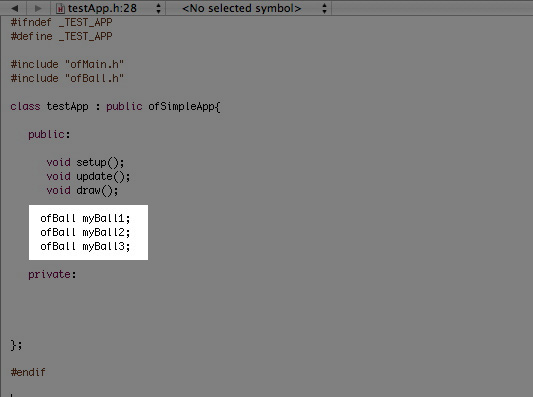 testApp.h:28 <No selected symbol>
#ifndef _TEST_APP
#define _TEST_APP
#include "ofMain.h"
#include "ofBall.h"
class testApp : public ofSimpleApp{
public:
void setup();
void update();
void draw();
ofBall myBall1;
ofBall myBall2;
ofBall myBall3;
private:
};
#endif